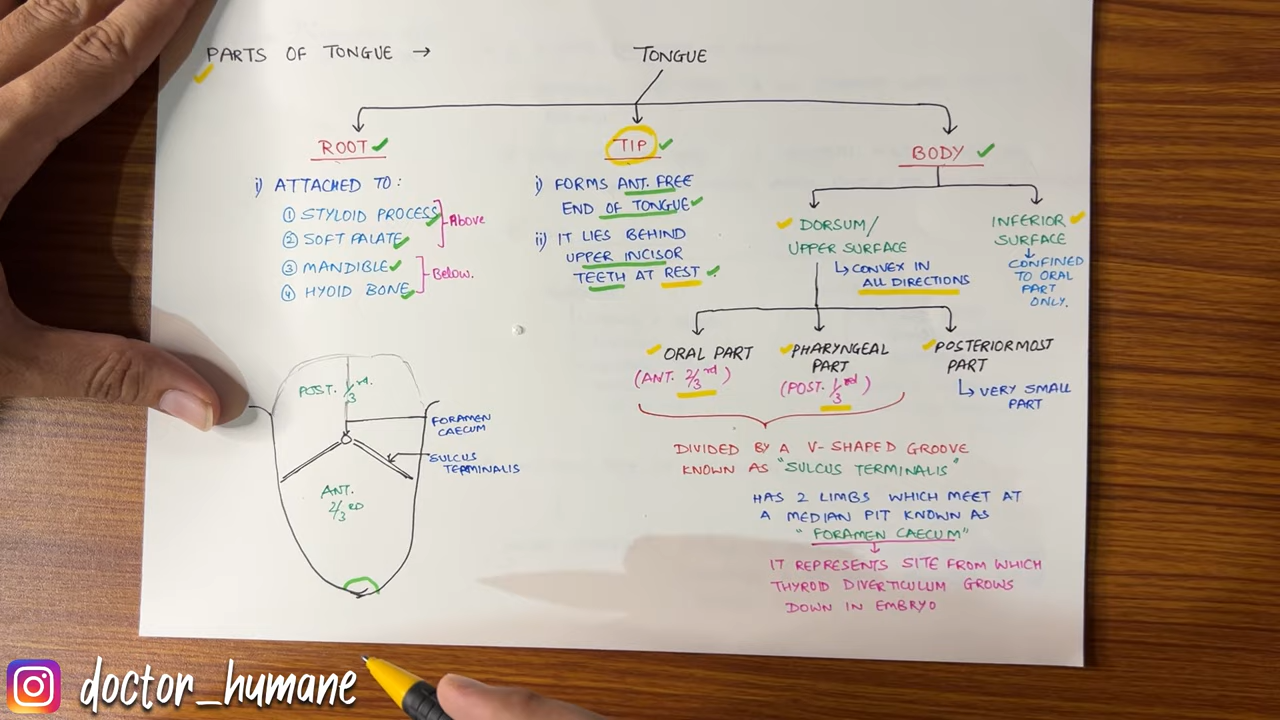 PARTS OF TONGUE →
TONGUE
ROOT
i) ATTACHED TO:
① STYLOID PROCESS
② SOFT PALATE
Above
③ MANDIBLE
④ HYOID BONE
Below.
TIP
i) FORMS ANT. FREE
END OF TONGUE
ii) IT LIES BEHIND
UPPER INCISOR
TEETH AT REST.
BODY
DORSUM/
UPPER SURFACE
CONVEX IN
ALL DIRECTIONS
INFERIOR
SURFACE
CONFINED
TO ORAL
PART
ONLY.
ORAL PART
(ANT. 2/3rd)
PHARYNGEAL
PART
(POST. 1/3rd)
POSTERIORMOST
PART
VERY SMALL
PART
DIVIDED BY A V-SHAPED GROOVE
KNOWN AS "SULCUS TERMINALIS"
HAS 2 LIMBS WHICH MEET AT
A MEDIAN PIT KNOWN AS
"FORAMEN CAECUM"
IT REPRESENTS SITE FROM WHICH
THYROID DIVERTICULUM GROWS
DOWN IN EMBRYO
POST. 1/3rd.
FORAMEN
CAECUM
SULCUS
TERMINALIS
ANT.
2/3RD
doctor_humane